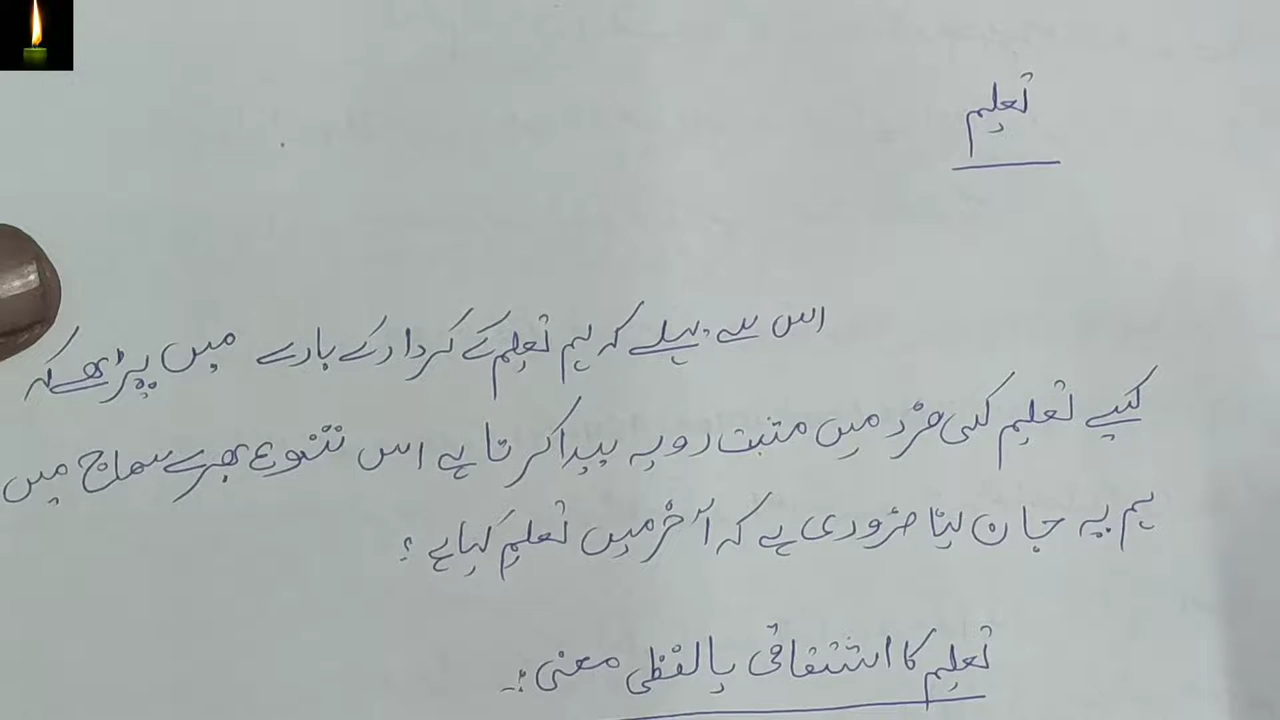 تعلیم
اس سے پہلے کہ ہم تعلیم کے کردار کے بارے میں پڑھے کہ
کیسے تعلیم کسی فرد میں مثبت رویہ پیدا کرتا ہے اس تنوع بھرے سماج میں
ہم یہ جان لینا ضروری ہے کہ آخر میں تعلیم کیا ہے ؟
تعلیم کا اشتقاقی یا لفظی معنی :۔